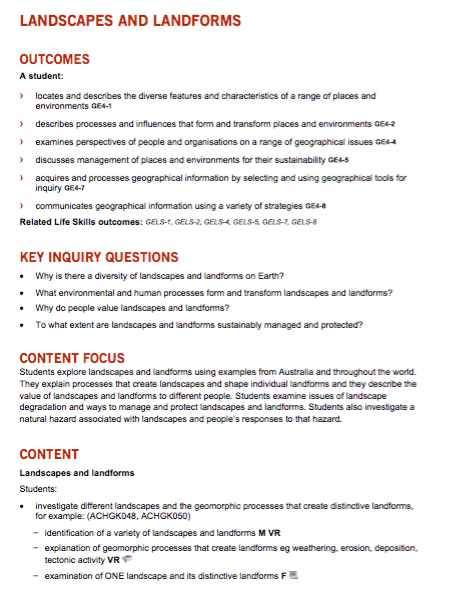 LANDSCAPES AND LANDFORMS
OUTCOMES
A student:
› locates and describes the diverse features and characteristics of a range of places and
environments GE4-1
› describes processes and influences that form and transform places and environments GE4-2
› examines perspectives of people and organisations on a range of geographical issues GE4-4
› discusses management of places and environments for their sustainability GE4-5
› acquires and processes geographical information by selecting and using geographical tools for
inquiry GE4-7
› communicates geographical information using a variety of strategies GE4-8
Related Life Skills outcomes: GELS-1, GELS-2, GELS-4, GELS-5, GELS-7, GELS-8
KEY INQUIRY QUESTIONS
• Why is there a diversity of landscapes and landforms on Earth?
• What environmental and human processes form and transform landscapes and landforms?
• Why do people value landscapes and landforms?
• To what extent are landscapes and landforms sustainably managed and protected?
CONTENT FOCUS
Students explore landscapes and landforms using examples from Australia and throughout the world.
They explain processes that create landscapes and shape individual landforms and they describe the
value of landscapes and landforms to different people. Students examine issues of landscape
degradation and ways to manage and protect landscapes and landforms. Students also investigate a
natural hazard associated with landscapes and people's responses to that hazard.
CONTENT
Landscapes and landforms
Students:
• investigate different landscapes and the geomorphic processes that create distinctive landforms,
for example: (ACHGK048, ACHGK050)
– identification of a variety of landscapes and landforms M VR
– explanation of geomorphic processes that create landforms eg weathering, erosion, deposition,
tectonic activity VR
– examination of ONE landscape and its distinctive landforms F